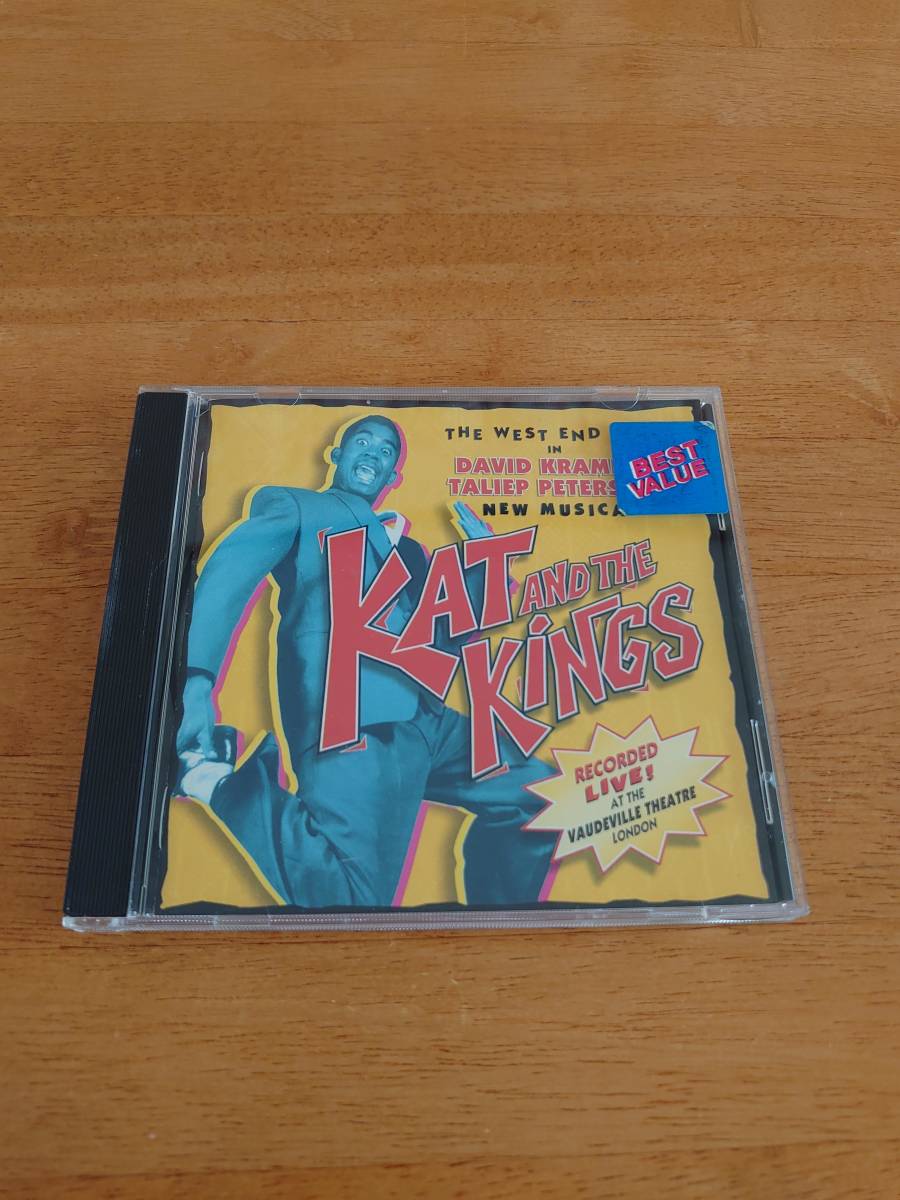 THE WEST END
IN
DAVID KRAM
TALIEP PETERS
NEW MUSICA
BEST
VALUE
KAT AND THE
KINGS
RECORDED
LIVE!
AT THE
VAUDEVILLE THEATRE
LONDON